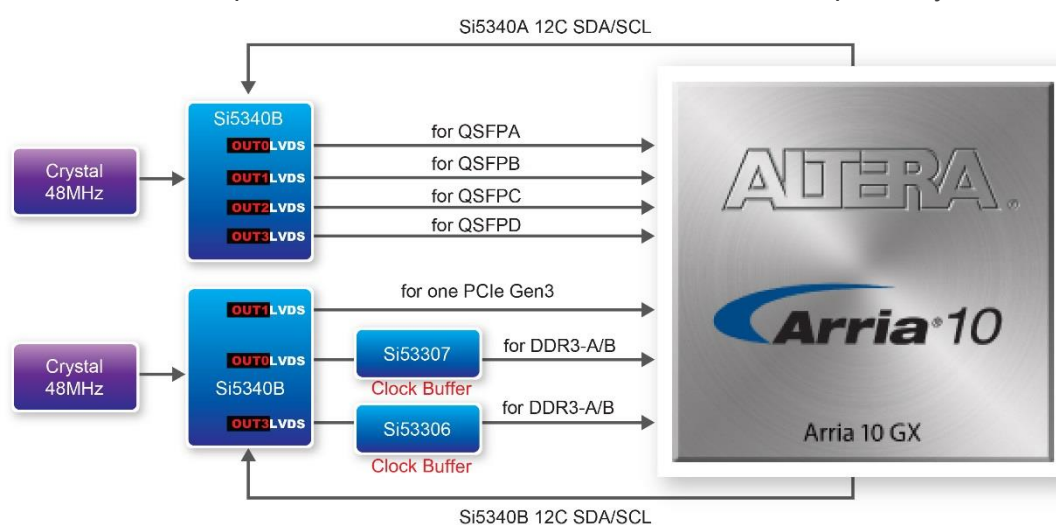 Si5340A 12C SDA/SCL
Si5340B
OUT0LVDS
OUT1LVDS
OUT2LVDS
OUT3LVDS
Crystal
48MHz
for QSFPA
for QSFPB
for QSFPC
for QSFPD
ALTERA®
Arria® 10
Arria 10 GX
OUT1LVDS
OUT0LVDS
Si5340B
OUT3LVDS
Crystal
48MHz
for one PCIe Gen3
Si53307
Clock Buffer
for DDR3-A/B
Si53306
Clock Buffer
for DDR3-A/B
Si5340B 12C SDA/SCL